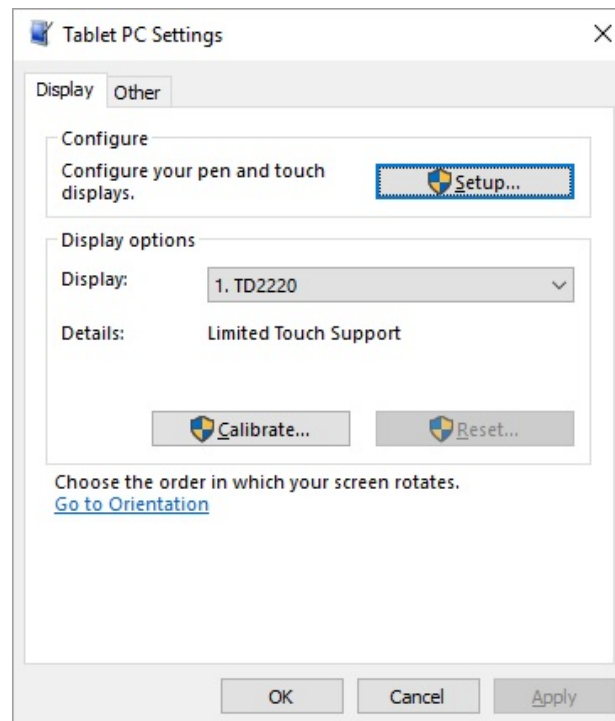 Tablet PC Settings
Display
Other
Configure
Configure your pen and touch
displays.
Setup...
Display options
Display:
1. TD2220
Details:
Limited Touch Support
Calibrate...
Reset...
Choose the order in which your screen rotates.
Go to Orientation
OK
Cancel
Apply